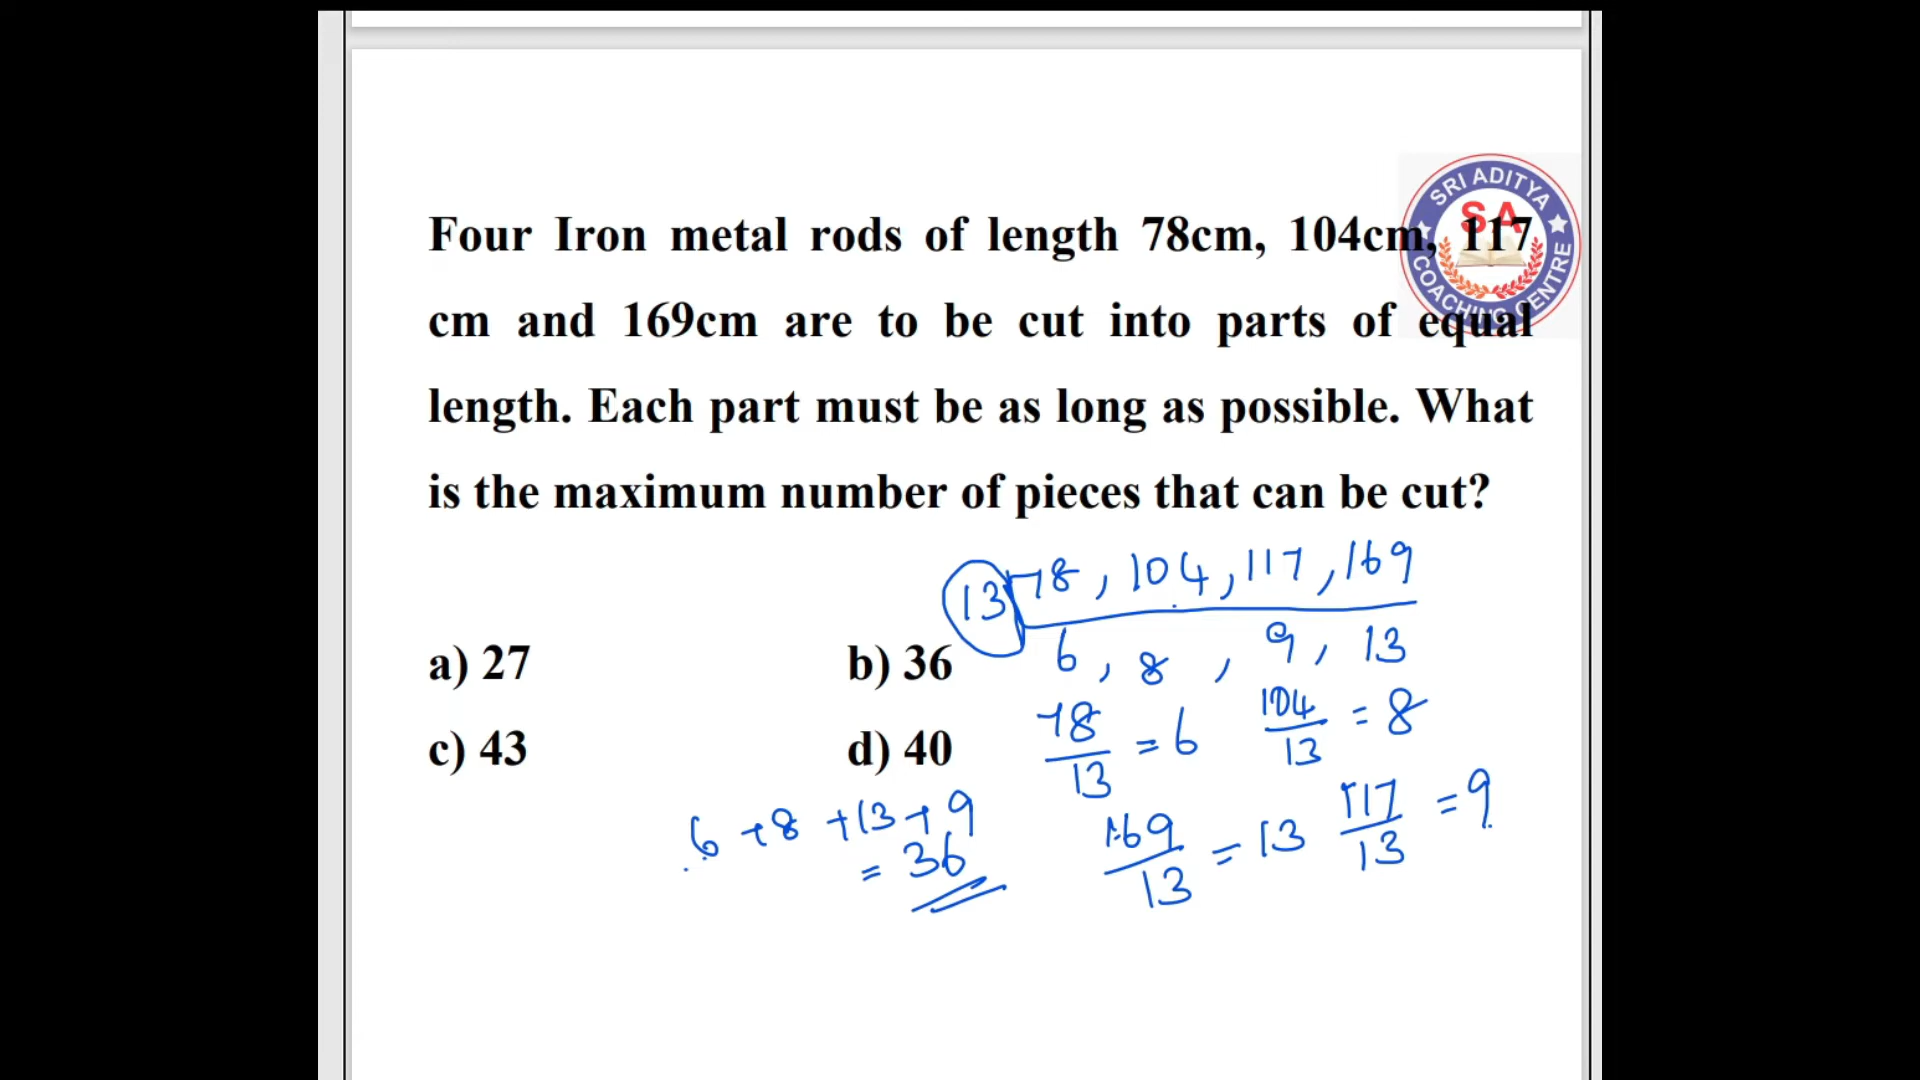 SRI ADITYA
SA
COACHING CENTRE
Four Iron metal rods of length 78cm, 104cm, 117
cm and 169cm are to be cut into parts of equal
length. Each part must be as long as possible. What
is the maximum number of pieces that can be cut?
13 78 , 104 , 117 , 169
6 , 8 , 9 , 13
a) 27 b) 36
c) 43 d) 40
78/13 = 6 104/13 = 8
169/13 = 13 117/13 = 9
6 + 8 + 13 + 9
= 36